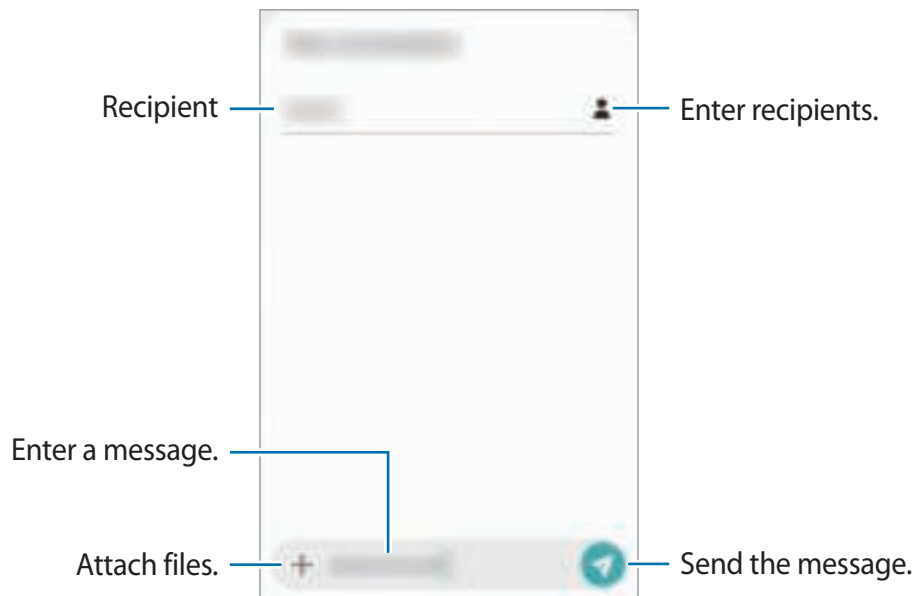 Recipient
Enter recipients.
Enter a message.
Attach files.
Send the message.